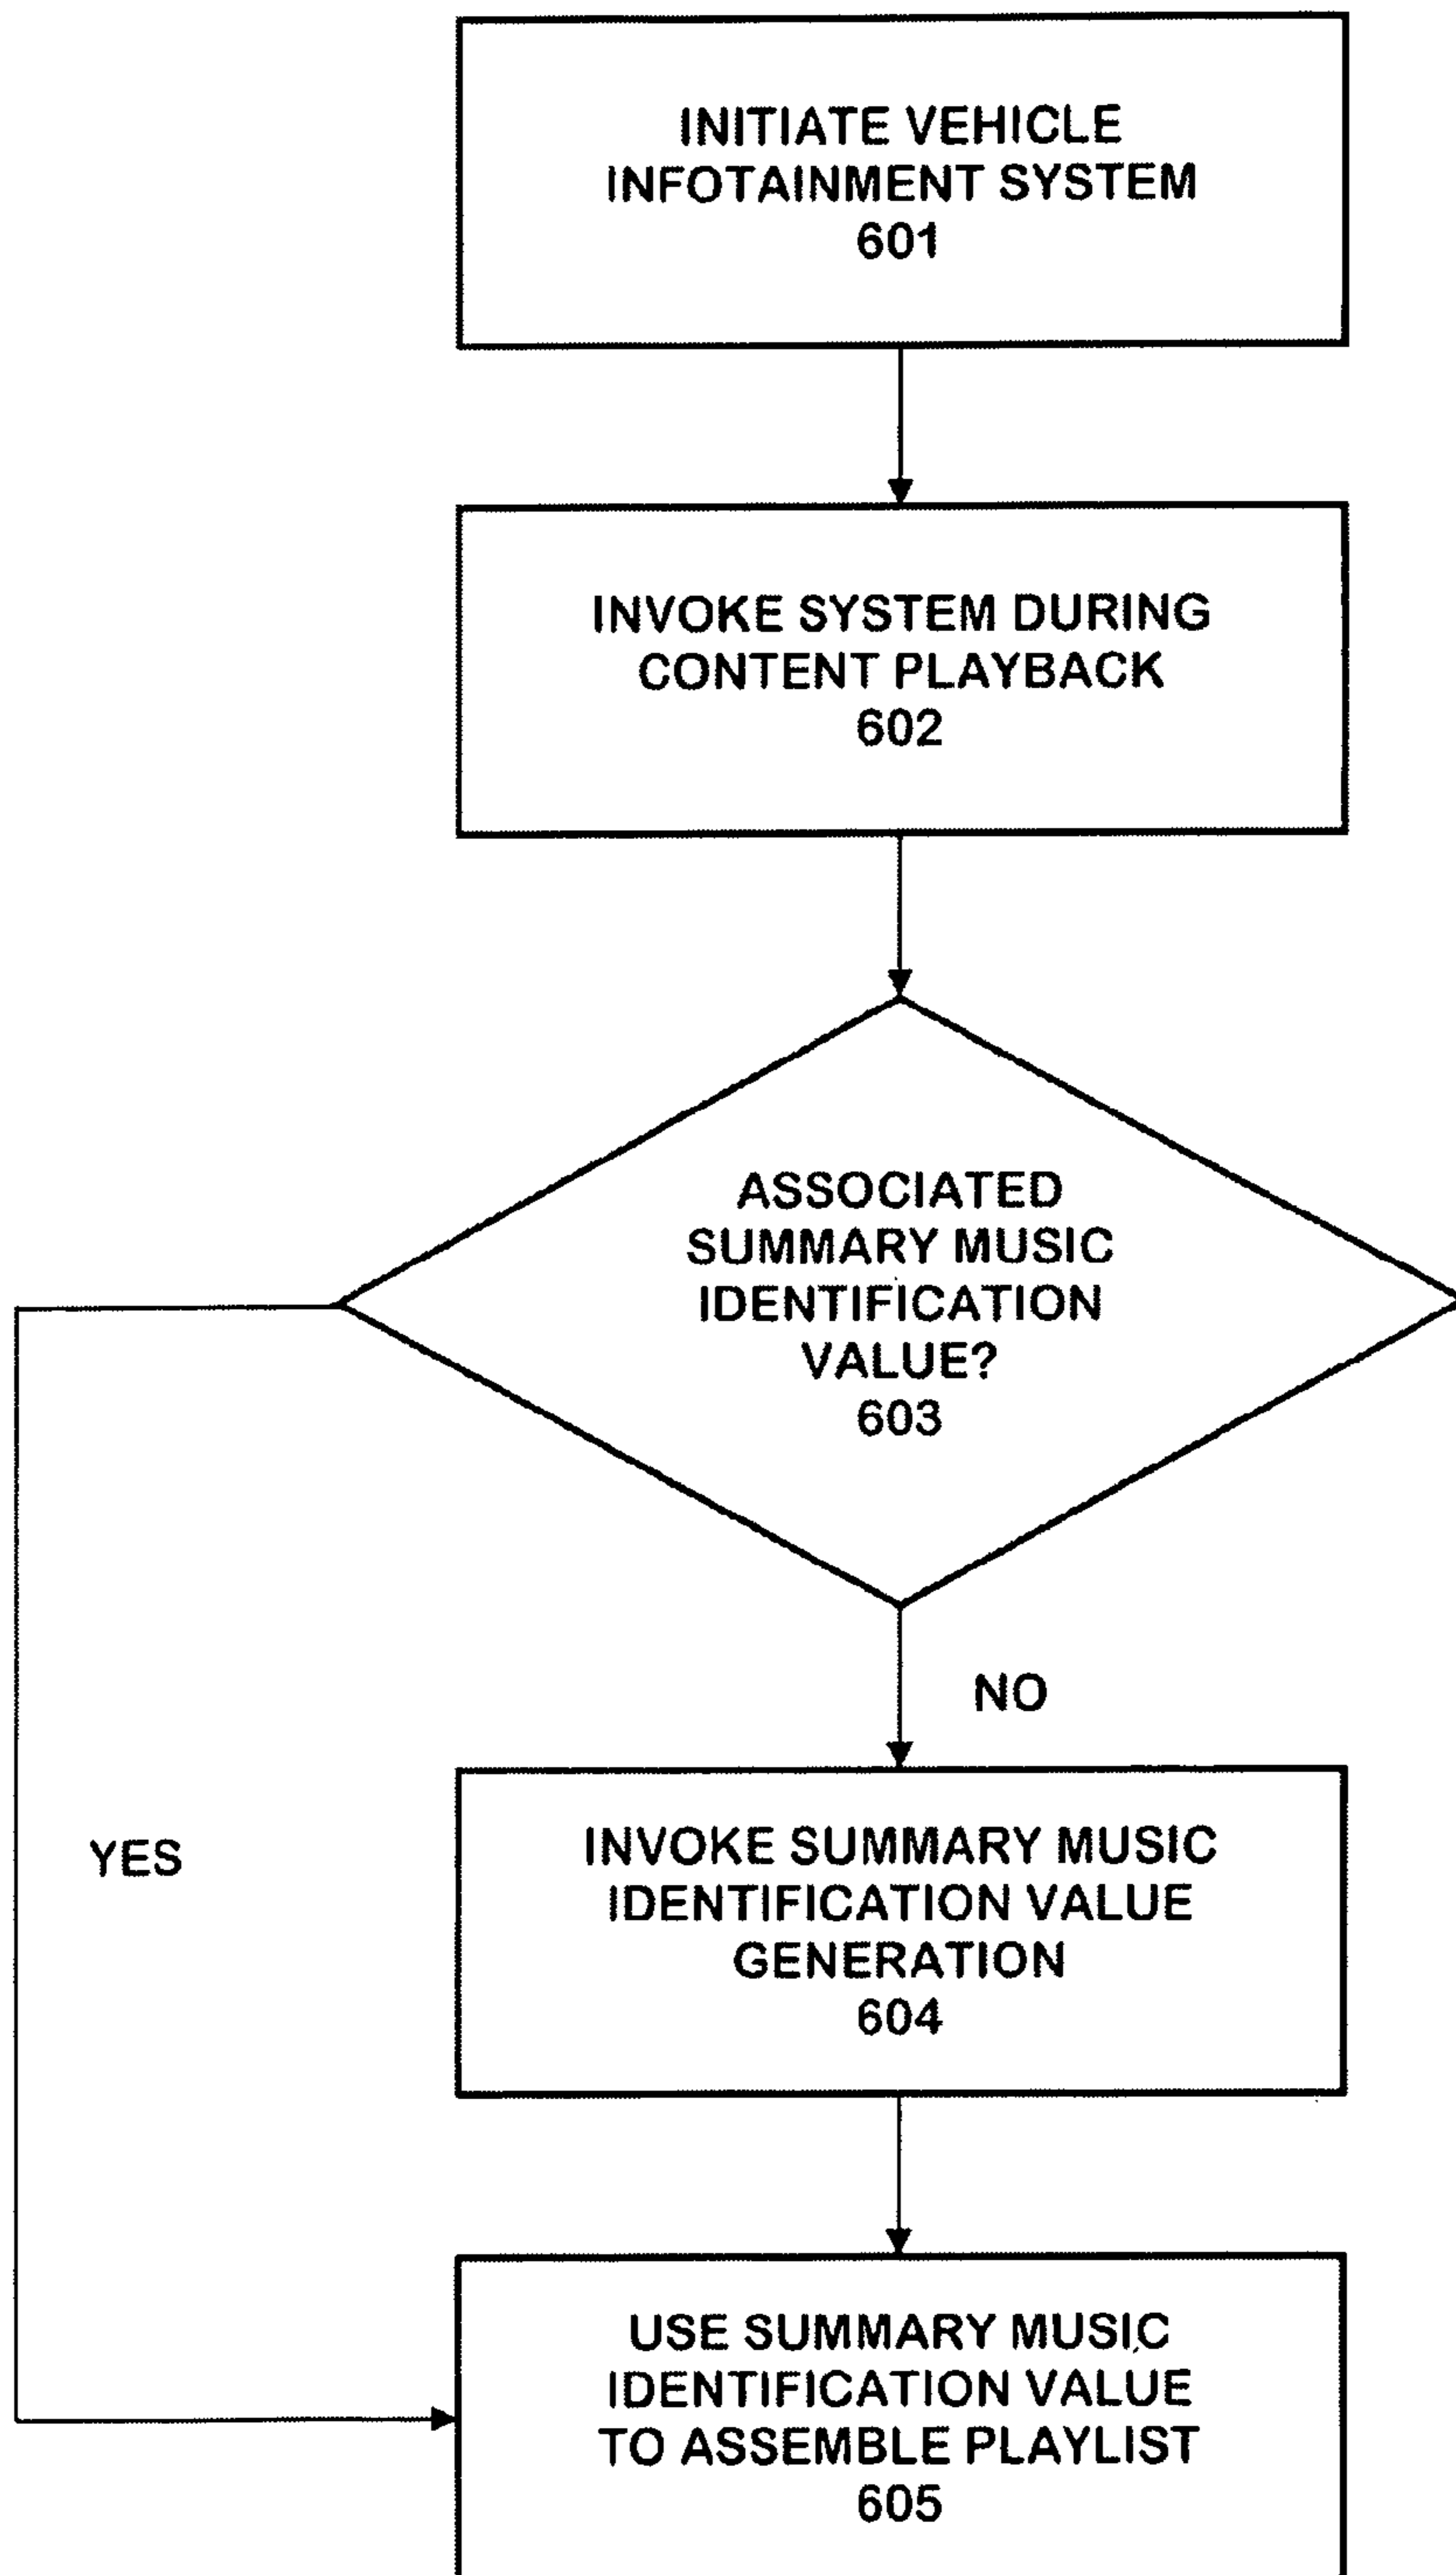 INITIATE VEHICLE
INFOTAINMENT SYSTEM
601
INVOKE SYSTEM DURING
CONTENT PLAYBACK
602
ASSOCIATED
SUMMARY MUSIC
IDENTIFICATION
VALUE?
603
NO
YES
INVOKE SUMMARY MUSIC
IDENTIFICATION VALUE
GENERATION
604
USE SUMMARY MUSIC
IDENTIFICATION VALUE
TO ASSEMBLE PLAYLIST
605